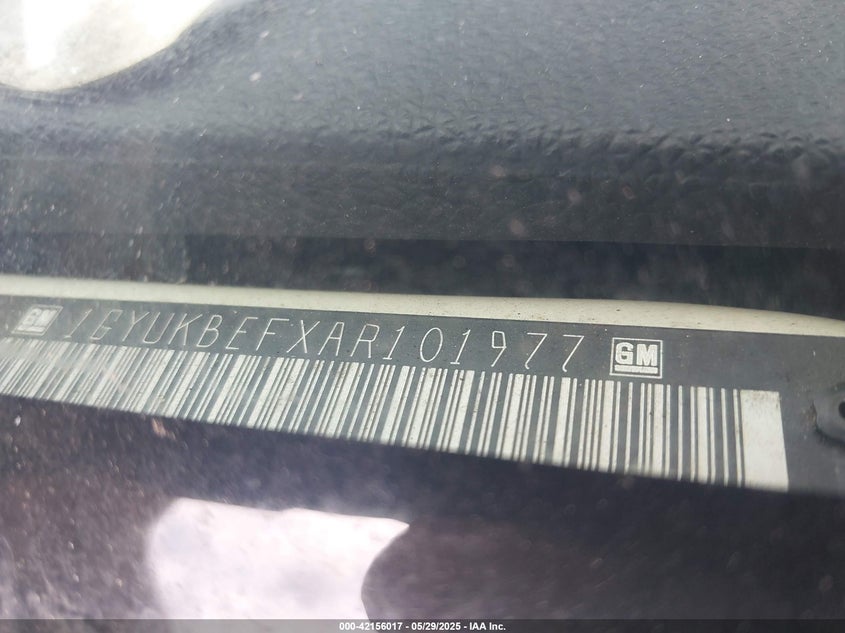 GM 1GYUKBEFXAR101977 GM
000-42156017 - 05/29/2025 - IAA Inc.